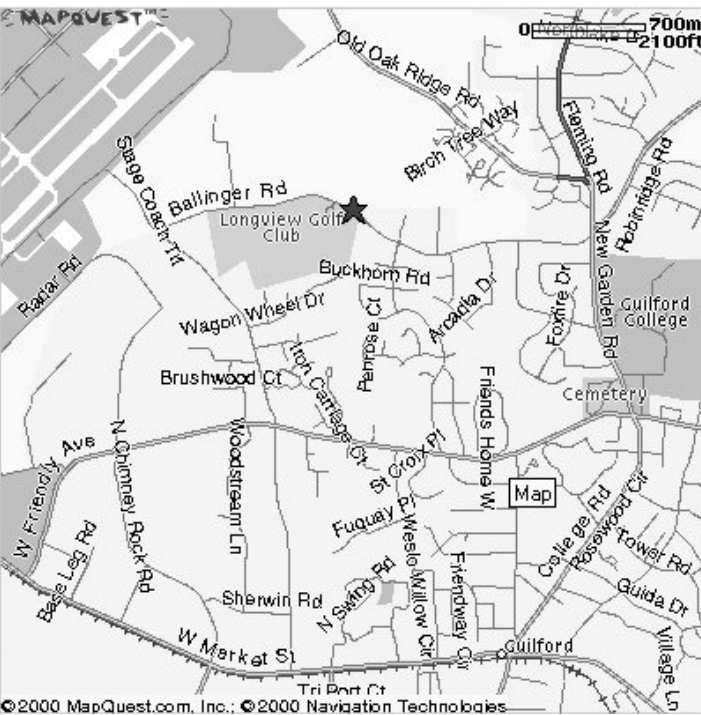 MAPQUEST
0 700m
2100ft
Old Oak Ridge Rd
Fleming Rd
Birch Tree Way
Stage Coach Trl
Robinridge Rd
Ballinger Rd
Longview Golf
Club
New Garden Rd
Radar Rd
Buckhorn Rd
Arcadia Dr
Foxfire Dr
Guilford
College
Wagon Wheel Dr
Penrose Ct
Iron Carriage Ct
Brushwood Ct
Friends Home W
Cemetery
N Chimney Rock Rd
Woodstream Ln
W Friendly Ave
St Croix Pl
Map
College Rd
Rosewood Cir
Fuquay Pl
Weslo Willow Cir
Tower Rd
Base Leg Rd
N Swing Rd
Friendway Cir
Guida Dr
Sherwin Rd
Village Ln
W Market St
Guilford
Tri Port Ct
©2000 MapQuest.com, Inc.; ©2000 Navigation Technologies